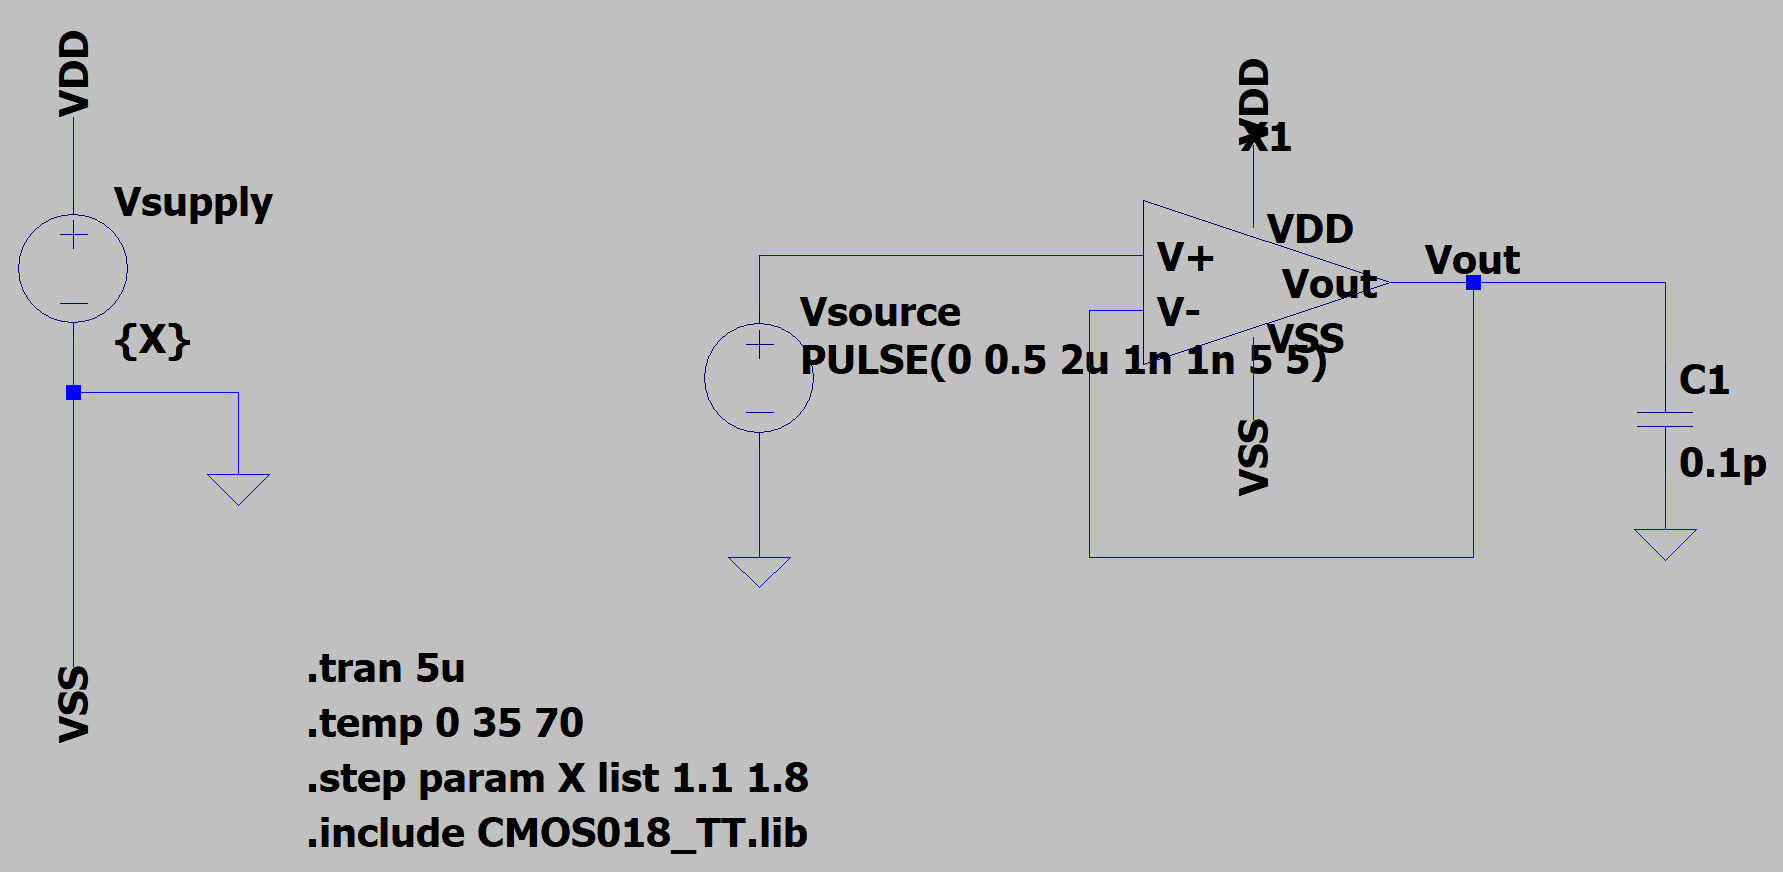 VDD
Vsupply
{X}
VSS
VDD
X1
VDD
V+
Vout
V-
VSS
VSS
Vsource
PULSE(0 0.5 2u 1n 1n 5 5)
Vout
C1
0.1p
.tran 5u
.temp 0 35 70
.step param X list 1.1 1.8
.include CMOS018_TT.lib